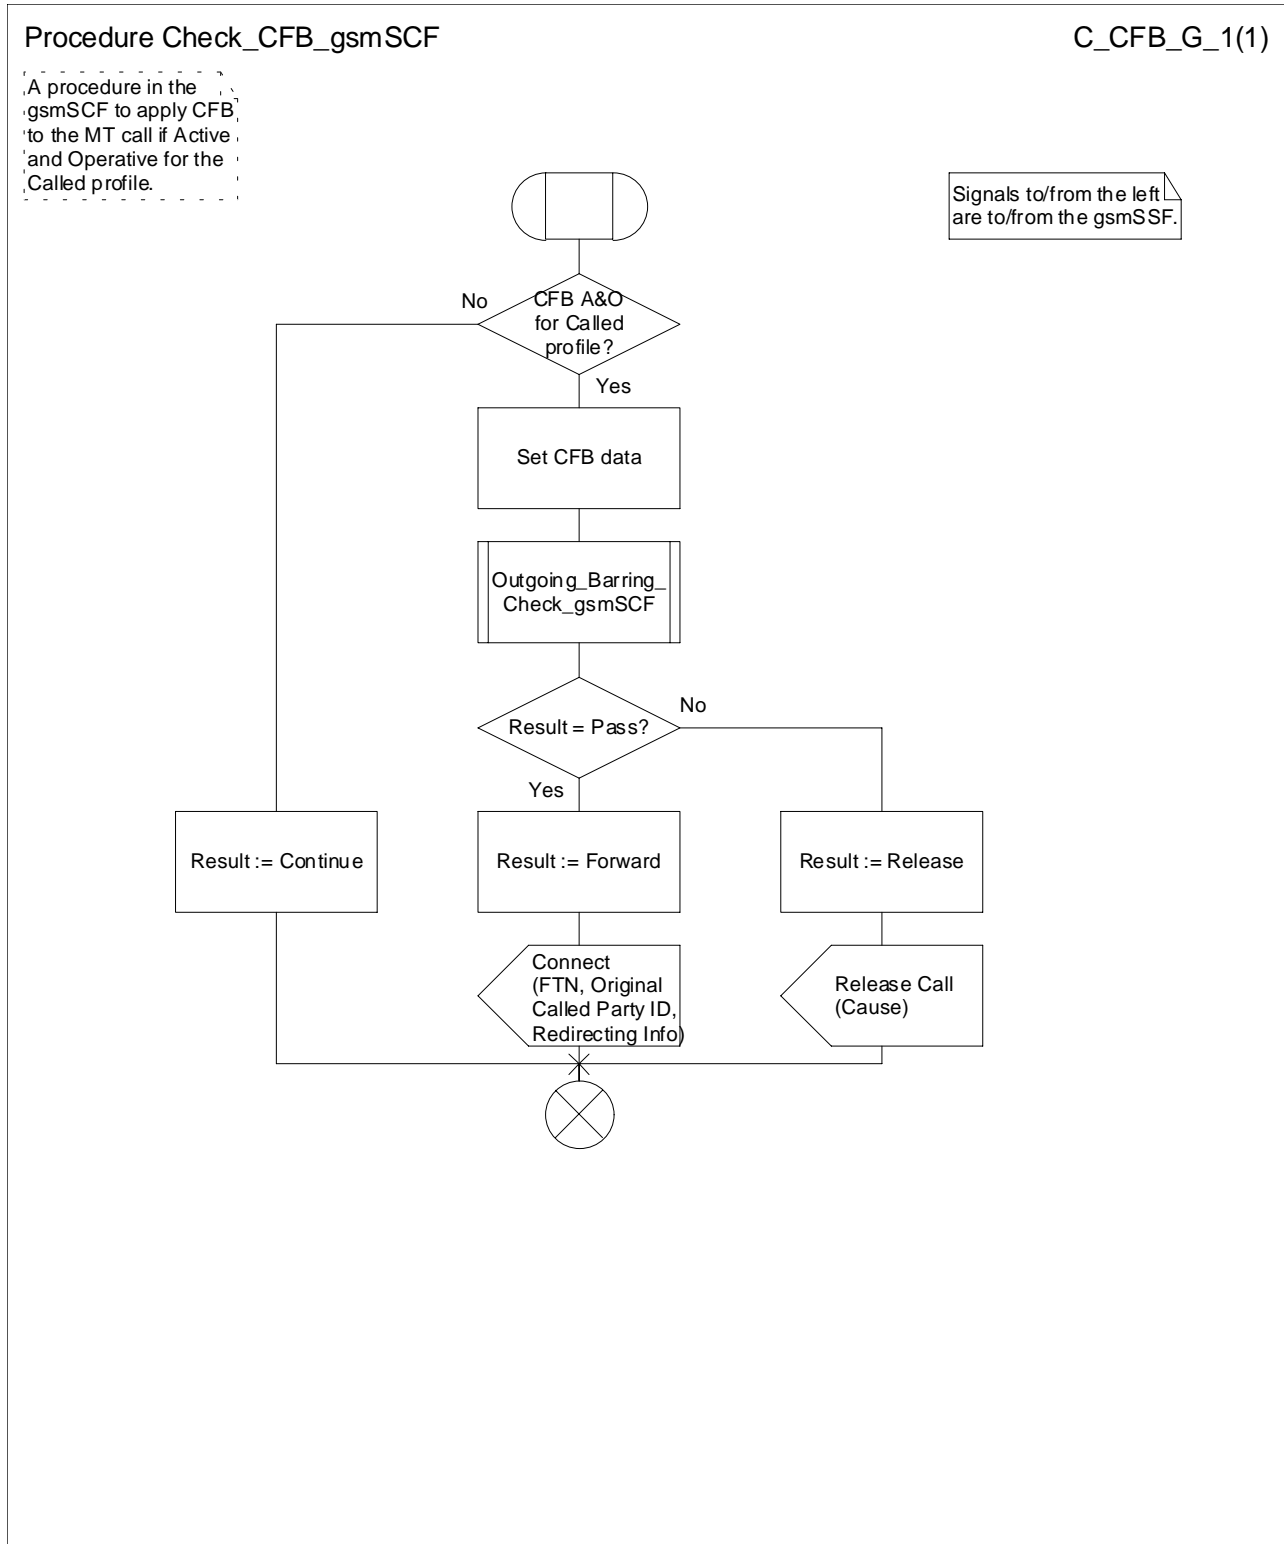 Procedure Check_CFB_gsmSCF
C_CFB_G_1(1)
A procedure in the
gsmSCF to apply CFB
to the MT call if Active
and Operative for the
Called profile.
Signals to/from the left
are to/from the gsmSSF.
No
CFB A&O
for Called
profile?
Yes
Set CFB data
Outgoing_Barring_
Check_gsmSCF
No
Result = Pass?
Yes
Result := Continue
Result := Forward
Result := Release
Connect
(FTN, Original
Called Party ID,
Redirecting Info)
Release Call
(Cause)